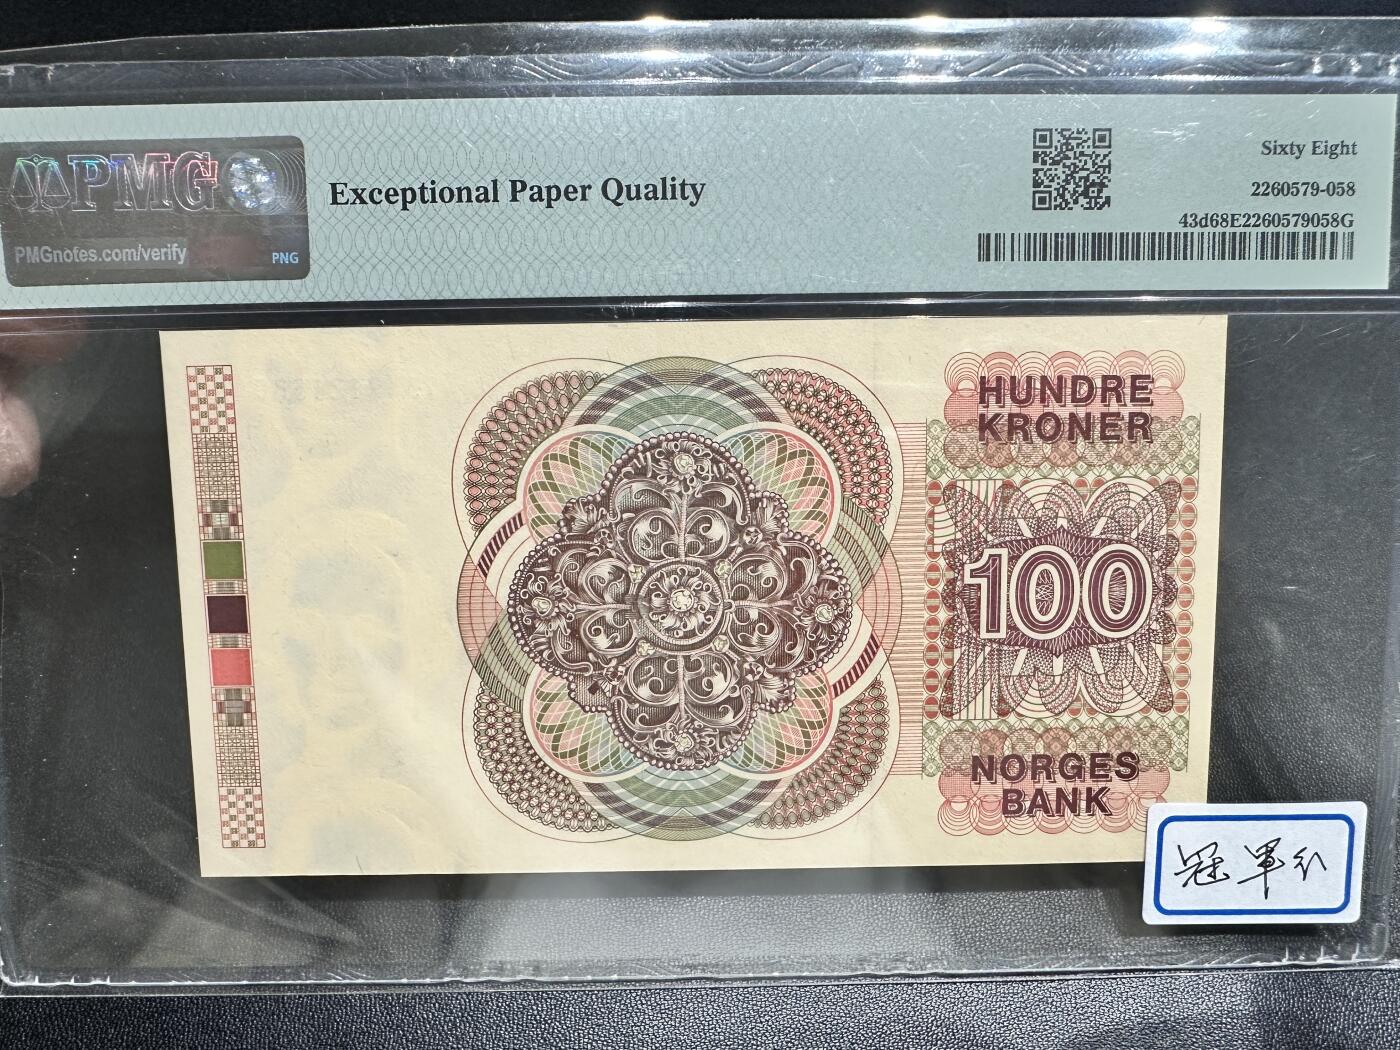 PMG
PMGnotes.com/verify
PNG
Exceptional Paper Quality
Sixty Eight
2260579-058
43d68E2260579058G
HUNDRE
KRONER
100
NORGES
BANK
冠軍